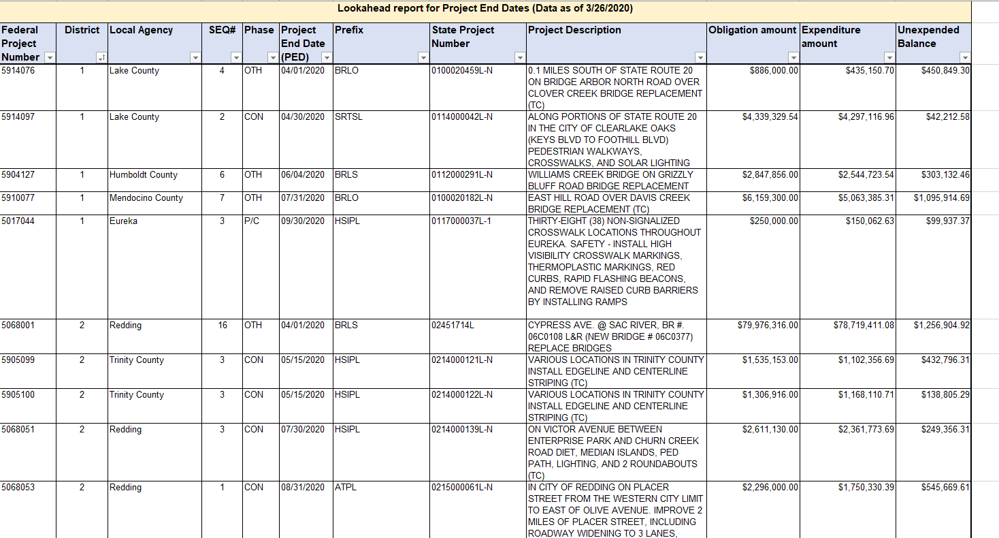 Lookahead report for Project End Dates (Data as of 3/26/2020)
Federal Project Number District Local Agency SEQ# Phase Project End Date (PED) Prefix State Project Number Project Description Obligation amount Expenditure amount Unexpended Balance
5914076 1 Lake County 4 OTH 04/01/2020 BRLO 0100020459L-N 0.1 MILES SOUTH OF STATE ROUTE 20 $886,000.00 $435,150.70 $450,849.30
ON BRIDGE ARBOR NORTH ROAD OVER
CLOVER CREEK BRIDGE REPLACEMENT
(TC)
5914097 1 Lake County 2 CON 04/30/2020 SRTSL 0114000042L-N ALONG PORTIONS OF STATE ROUTE 20 $4,339,329.54 $4,297,116.96 $42,212.58
IN THE CITY OF CLEARLAKE OAKS
(KEYS BLVD TO FOOTHILL BLVD)
PEDESTRIAN WALKWAYS,
CROSSWALKS, AND SOLAR LIGHTING
5904127 1 Humboldt County 6 OTH 06/04/2020 BRLS 0112000291L-N WILLIAMS CREEK BRIDGE ON GRIZZLY $2,847,856.00 $2,544,723.54 $303,132.46
BLUFF ROAD BRIDGE REPLACEMENT
5910077 1 Mendocino County 7 OTH 07/31/2020 BRLO 0100020182L-N EAST HILL ROAD OVER DAVIS CREEK $6,159,300.00 $5,063,385.31 $1,095,914.69
BRIDGE REPLACEMENT (TC)
5017044 1 Eureka 3 P/C 09/30/2020 HSIPL 0117000037L-1 THIRTY-EIGHT (38) NON-SIGNALIZED $250,000.00 $150,062.63 $99,937.37
CROSSWALK LOCATIONS THROUGHOUT
EUREKA. SAFETY - INSTALL HIGH
VISIBILITY CROSSWALK MARKINGS,
THERMOPLASTIC MARKINGS, RED
CURBS, RAPID FLASHING BEACONS,
AND REMOVE RAISED CURB BARRIERS
BY INSTALLING RAMPS
5068001 2 Redding 16 OTH 04/01/2020 BRLS 02451714L CYPRESS AVE. @ SAC RIVER, BR #. $79,976,316.00 $78,719,411.08 $1,256,904.92
06C0108 L&R (NEW BRIDGE # 06C0377)
REPLACE BRIDGES
5905099 2 Trinity County 3 CON 05/15/2020 HSIPL 0214000121L-N VARIOUS LOCATIONS IN TRINITY COUNTY $1,535,153.00 $1,102,356.69 $432,796.31
INSTALL EDGELINE AND CENTERLINE
STRIPING (TC)
5905100 2 Trinity County 3 CON 05/15/2020 HSIPL 0214000122L-N VARIOUS LOCATIONS IN TRINITY COUNTY $1,306,916.00 $1,168,110.71 $138,805.29
INSTALL EDGELINE AND CENTERLINE
STRIPING (TC)
5068051 2 Redding 3 CON 07/30/2020 HSIPL 0214000139L-N ON VICTOR AVENUE BETWEEN $2,611,130.00 $2,361,773.69 $249,356.31
ENTERPRISE PARK AND CHURN CREEK
ROAD DIET, MEDIAN ISLANDS, PED
PATH, LIGHTING, AND 2 ROUNDABOUTS
(TC)
5068053 2 Redding 1 CON 08/31/2020 ATPL 0215000061L-N IN CITY OF REDDING ON PLACER $2,296,000.00 $1,750,330.39 $545,669.61
STREET FROM THE WESTERN CITY LIMIT
TO EAST OF OLIVE AVENUE. IMPROVE 2
MILES OF PLACER STREET, INCLUDING
ROADWAY WIDENING TO 3 LANES,